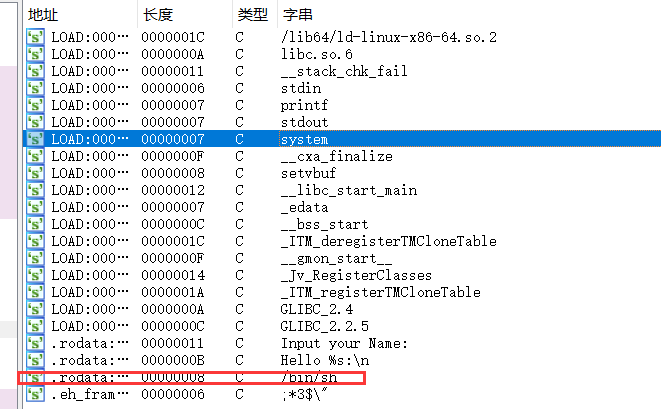 地址 长度 类型 字串
's' LOAD:000… 0000001C C /lib64/ld-linux-x86-64.so.2
's' LOAD:000… 0000000A C libc.so.6
's' LOAD:000… 00000011 C __stack_chk_fail
's' LOAD:000… 00000006 C stdin
's' LOAD:000… 00000007 C printf
's' LOAD:000… 00000007 C stdout
's' LOAD:000… 00000007 C system
's' LOAD:000… 0000000F C __cxa_finalize
's' LOAD:000… 00000008 C setvbuf
's' LOAD:000… 00000012 C __libc_start_main
's' LOAD:000… 00000007 C _edata
's' LOAD:000… 0000000C C __bss_start
's' LOAD:000… 0000001C C _ITM_deregisterTMCloneTable
's' LOAD:000… 0000000F C __gmon_start__
's' LOAD:000… 00000014 C _Jv_RegisterClasses
's' LOAD:000… 0000001A C _ITM_registerTMCloneTable
's' LOAD:000… 0000000A C GLIBC_2.4
's' LOAD:000… 0000000C C GLIBC_2.2.5
's' .rodata:… 00000011 C Input your Name:
's' .rodata:… 0000000B C Hello %s:\n
's' .rodata:… 00000008 C /bin/sh
's' .eh_fram… 00000006 C ;*3$\"